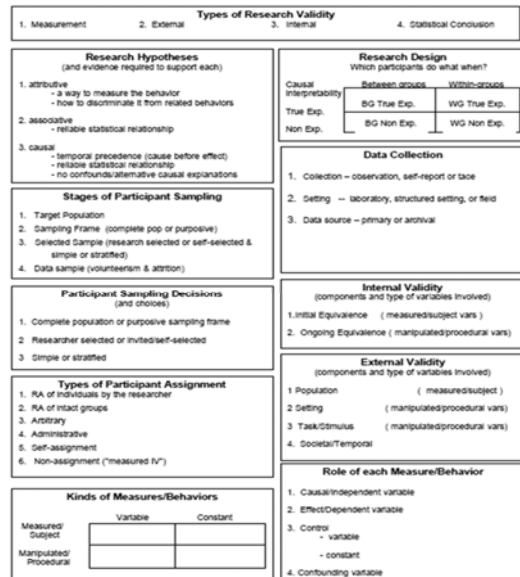 Types of Research Validity
1. Measurement 2. External 3. Internal 4. Statistical Conclusion
Research Hypotheses
(and evidence required to support each)
1. attributive
- a way to measure the behavior
- how to discriminate it from related behaviors
2. associative
- reliable statistical relationship
3. causal
- temporal precedence (cause before effect)
- reliable statistical relationship
- no confounds/alternative causal explanations
Stages of Participant Sampling
1. Target Population
2. Sampling Frame (complete pop or purposive)
3. Selected Sample (research selected or self-selected &
simple or stratified)
4. Data sample (volunteerism & attrition)
Participant Sampling Decisions
(and choices)
1. Complete population or purposive sampling frame
2 Researcher selected or invited/self-selected
3 Simple or stratified
Types of Participant Assignment
1. RA of individuals by the researcher
2. RA of intact groups
3. Arbitrary
4. Administrative
5. Self-assignment
6. Non-assignment ("measured IV")
Kinds of Measures/Behaviors
Variable Constant
Measured/
Subject
Manipulated/
Procedural
Research Design
Which participants do what when?
Causal Between groups Within-groups
Interpretability
True Exp. BG True Exp. WG True Exp.
Non Exp. BG Non Exp. WG Non Exp.
Data Collection
1. Collection – observation, self-report or tace
2. Setting -- laboratory, structured setting, or field
3. Data source – primary or archival
Internal Validity
(components and type of variables involved)
1.Initial Equivalence ( measured/subject vars )
2. Ongoing Equivalence ( manipulated/procedural vars)
External Validity
(components and type of variables involved)
1 Population ( measured/subject )
2 Setting ( manipulated/procedural vars)
3 Task/Stimulus ( manipulated/procedural vars)
4. Societal/Temporal
Role of each Measure/Behavior
1. Causal/Independent variable
2. Effect/Dependent variable
3. Control
- variable
- constant
4. Confounding variable